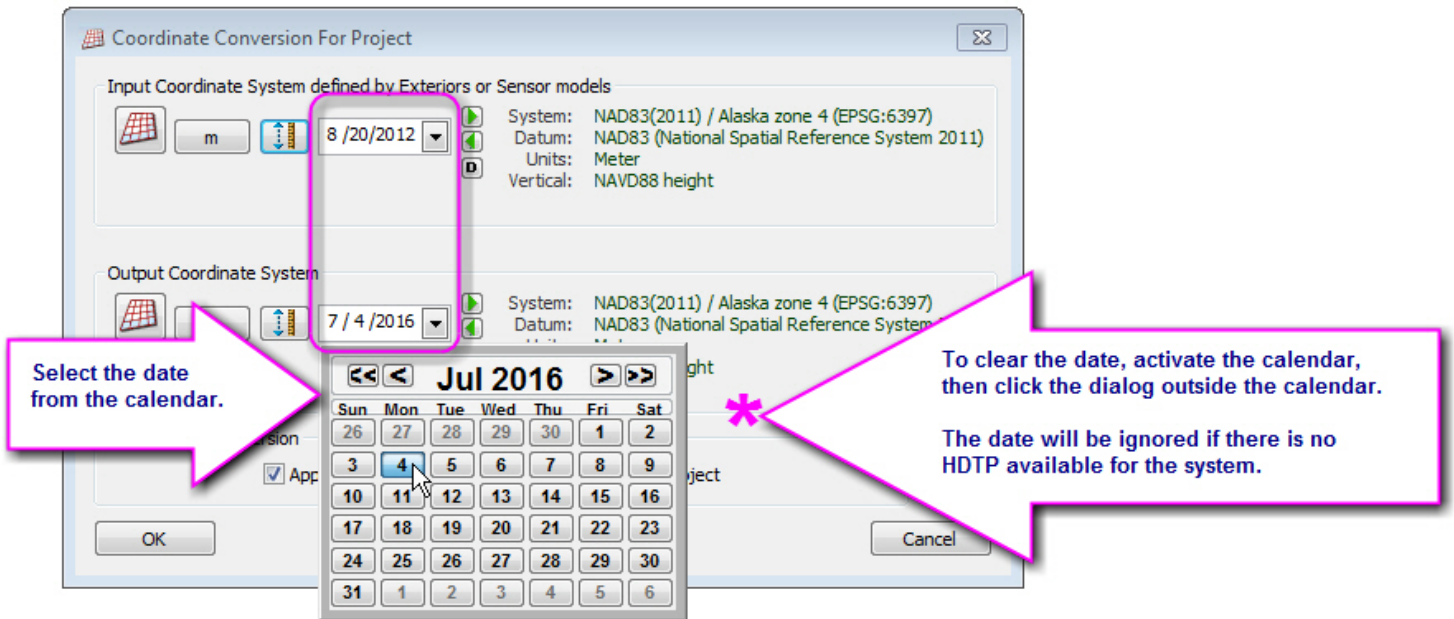 Coordinate Conversion For Project
Input Coordinate System defined by Exteriors or Sensor models
m
8 /20/2012
D
System: NAD83(2011) / Alaska zone 4 (EPSG:6397)
Datum: NAD83 (National Spatial Reference System 2011)
Units: Meter
Vertical: NAVD88 height
Output Coordinate System
7 / 4 /2016
System: NAD83(2011) / Alaska zone 4 (EPSG:6397)
Datum: NAD83 (National Spatial Reference System
ght
Select the date
from the calendar.
<< < Jul 2016 > >>
Sun Mon Tue Wed Thu Fri Sat
26 27 28 29 30 1 2
3 4 5 6 7 8 9
10 11 12 13 14 15 16
17 18 19 20 21 22 23
24 25 26 27 28 29 30
31 1 2 3 4 5 6
*
To clear the date, activate the calendar,
then click the dialog outside the calendar.
The date will be ignored if there is no
HDTP available for the system.
rsion
App
ject
OK
Cancel